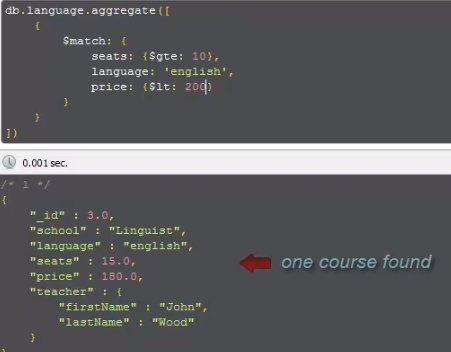 db.language.aggregate([
{
$match: {
seats: {$gte: 10},
language: 'english',
price: {$lt: 200}
}
}
])
0.001 sec.
/* 1 */
{
"_id" : 3.0,
"school" : "Linguist",
"language" : "english",
"seats" : 15.0,
"price" : 180.0,
"teacher" : {
"firstName" : "John",
"lastName" : "Wood"
}
}
one course found